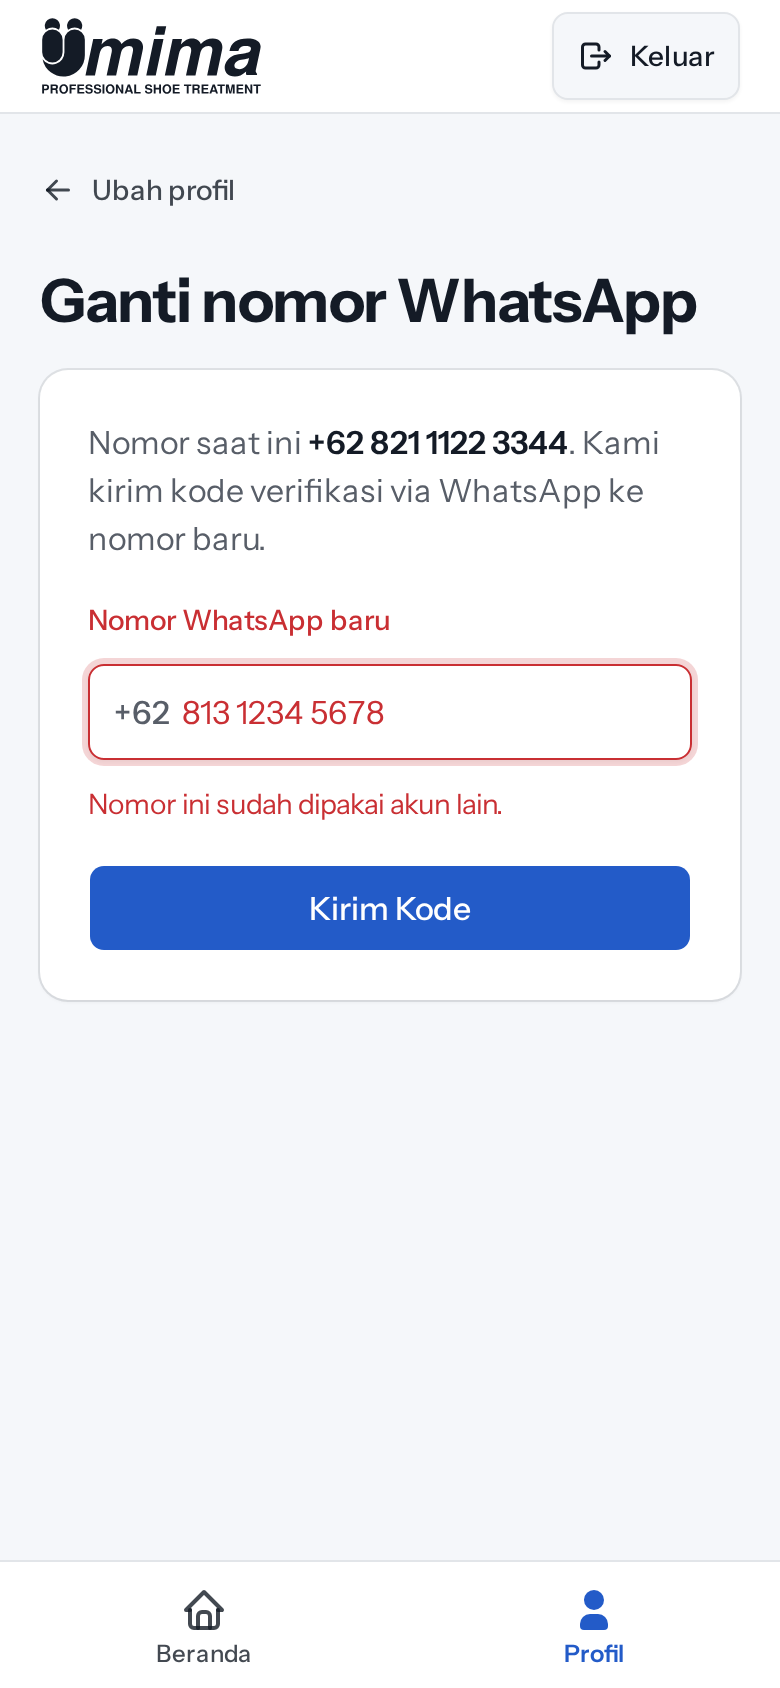 Ümima
PROFESSIONAL SHOE TREATMENT
Keluar
Ubah profil
Ganti nomor WhatsApp
Nomor saat ini +62 821 1122 3344. Kami
kirim kode verifikasi via WhatsApp ke
nomor baru.
Nomor WhatsApp baru
+62 813 1234 5678
Nomor ini sudah dipakai akun lain.
Kirim Kode
Beranda
Profil